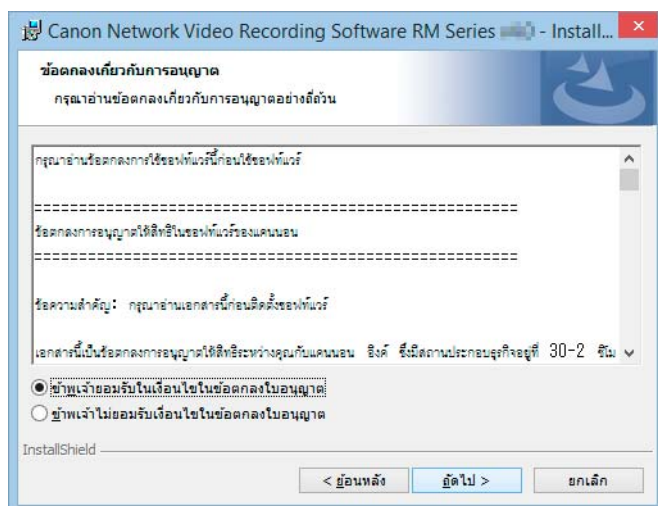 Canon Network Video Recording Software RM Series - Install...
ข้อตกลงเกี่ยวกับการอนุญาต
กรุณาอ่านข้อตกลงเกี่ยวกับการอนุญาตอย่างถี่ถ้วน
กรุณาอ่านข้อตกลงการใช้ซอฟท์แวร์นี้ก่อนใช้ซอฟท์แวร์
====================================================
ข้อตกลงการอนุญาตให้สิทธิในซอฟท์แวร์ของแคนนอน
====================================================
ข้อความสำคัญ: กรุณาอ่านเอกสารนี้ก่อนติดตั้งซอฟท์แวร์
เอกสารนี้เป็นข้อตกลงการอนุญาตให้สิทธิระหว่างคุณกับแคนนอน อิงค์ ซึ่งมีสถานประกอบธุรกิจอยู่ที่ 30-2 ชิโม
ข้าพเจ้ายอมรับในเงื่อนไขในข้อตกลงใบอนุญาต
ข้าพเจ้าไม่ยอมรับเงื่อนไขในข้อตกลงใบอนุญาต
InstallShield
< ย้อนหลัง ถัดไป > ยกเลิก